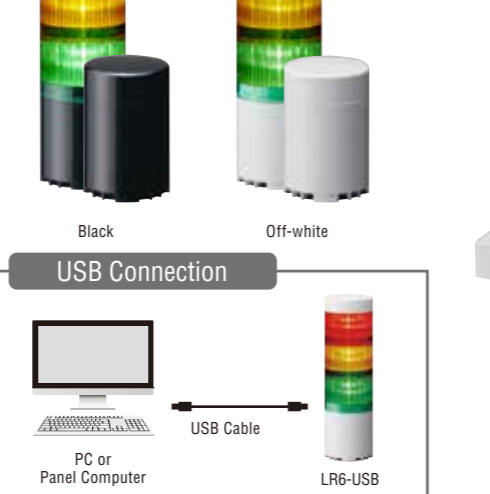 Black
Off-white
USB Connection
USB Cable
PC or
Panel Computer
LR6-USB